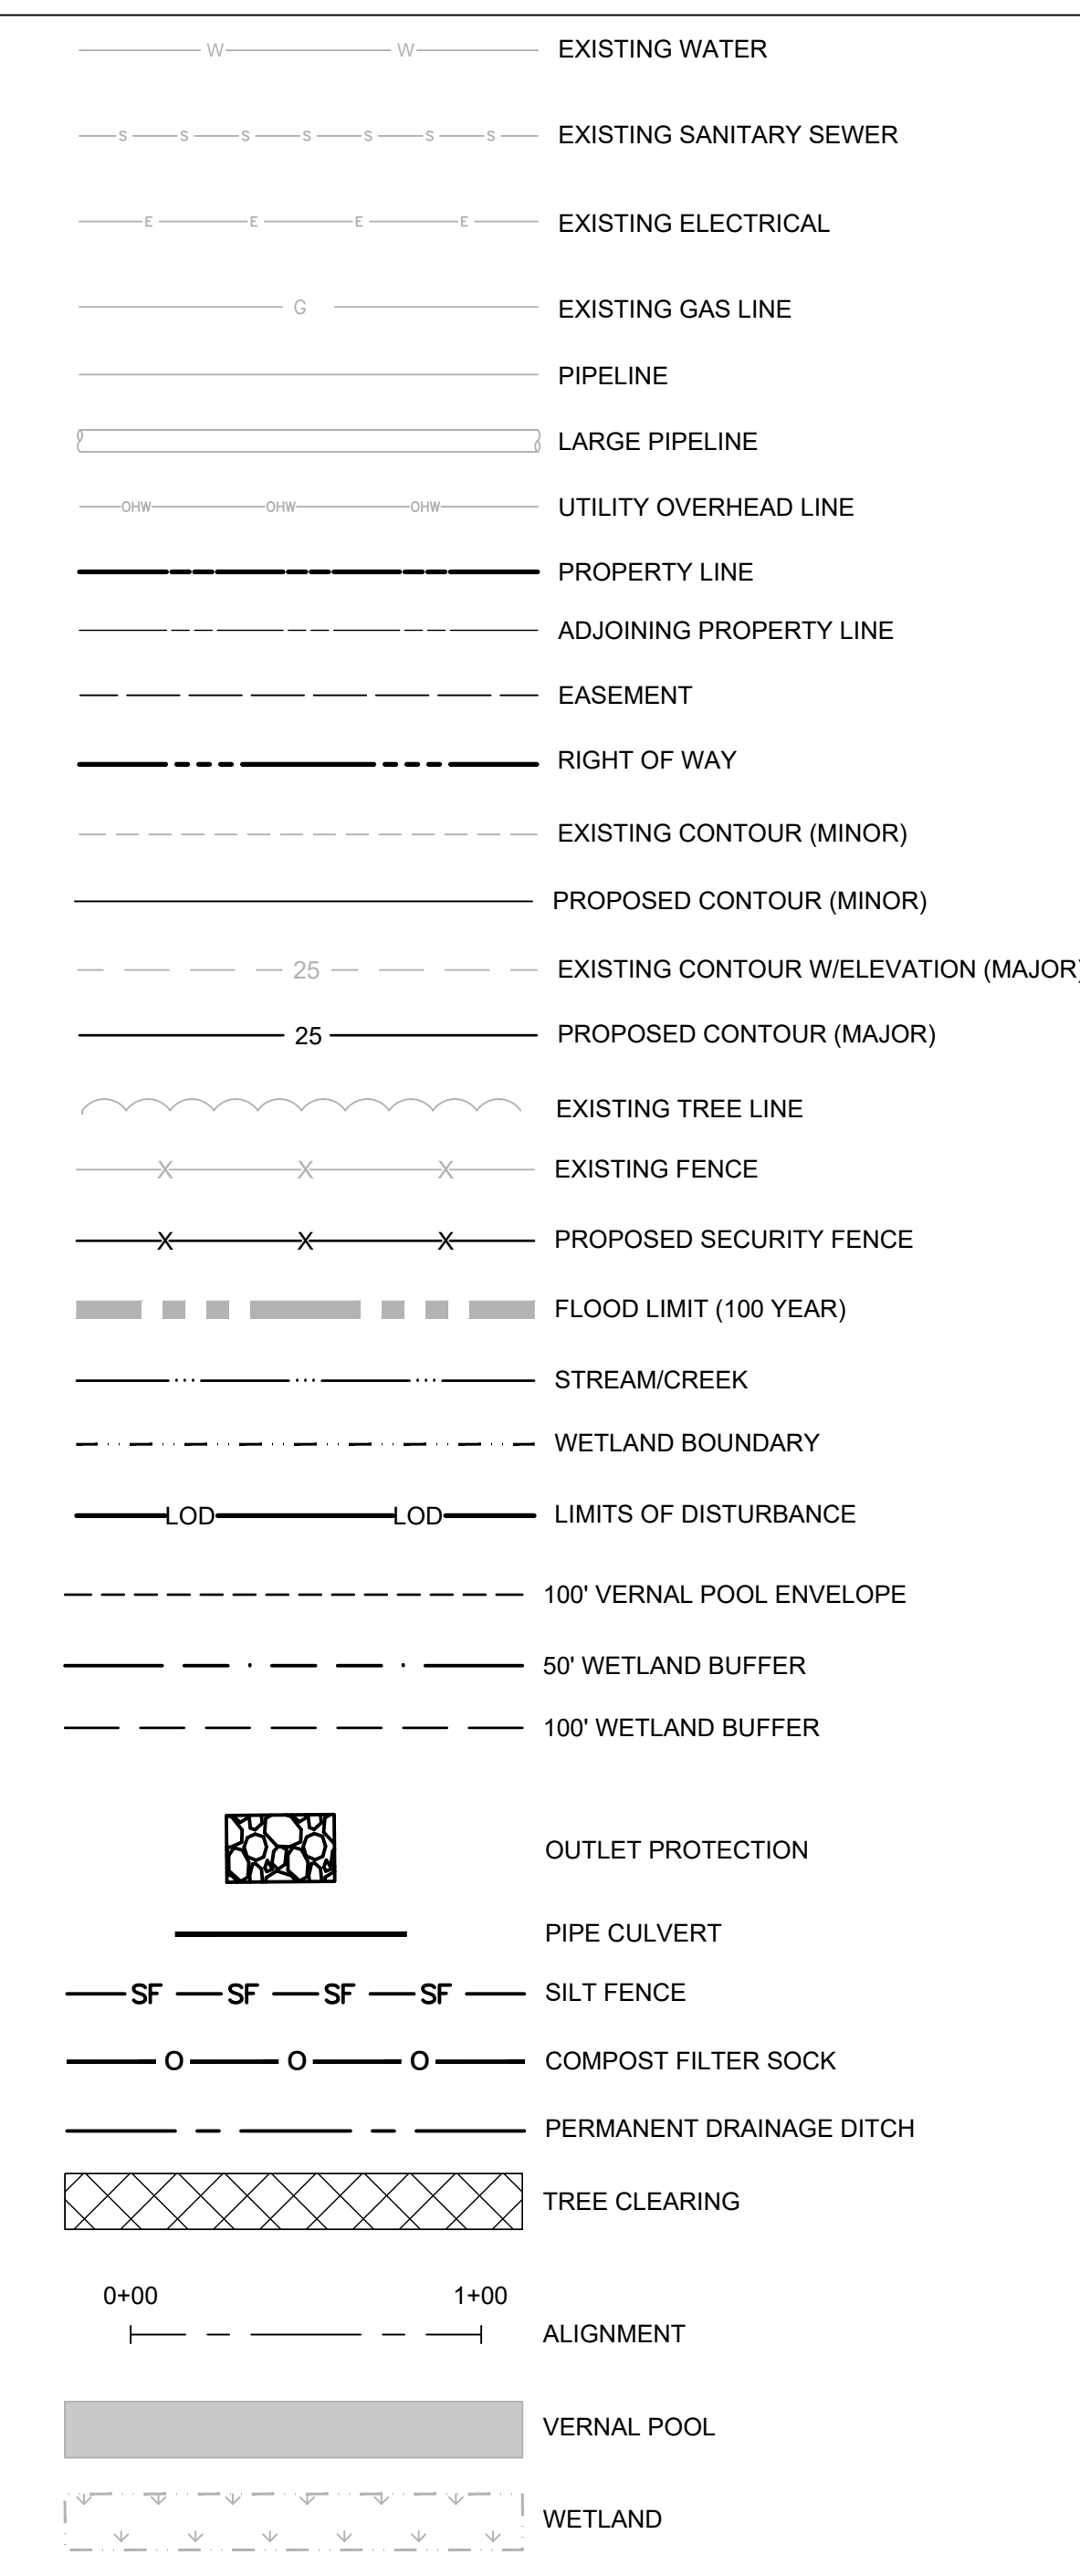 W W EXISTING WATER
S S S S S S S EXISTING SANITARY SEWER
E E E E EXISTING ELECTRICAL
G EXISTING GAS LINE
PIPELINE
LARGE PIPELINE
OHW OHW OHW UTILITY OVERHEAD LINE
PROPERTY LINE
ADJOINING PROPERTY LINE
EASEMENT
RIGHT OF WAY
EXISTING CONTOUR (MINOR)
PROPOSED CONTOUR (MINOR)
25 EXISTING CONTOUR W/ELEVATION (MAJOR)
25 PROPOSED CONTOUR (MAJOR)
EXISTING TREE LINE
X X X EXISTING FENCE
X X X PROPOSED SECURITY FENCE
FLOOD LIMIT (100 YEAR)
STREAM/CREEK
WETLAND BOUNDARY
LOD LOD LIMITS OF DISTURBANCE
100' VERNAL POOL ENVELOPE
50' WETLAND BUFFER
100' WETLAND BUFFER
OUTLET PROTECTION
PIPE CULVERT
SF SF SF SF SILT FENCE
O O O COMPOST FILTER SOCK
PERMANENT DRAINAGE DITCH
TREE CLEARING
0+00 1+00
ALIGNMENT
VERNAL POOL
WETLAND